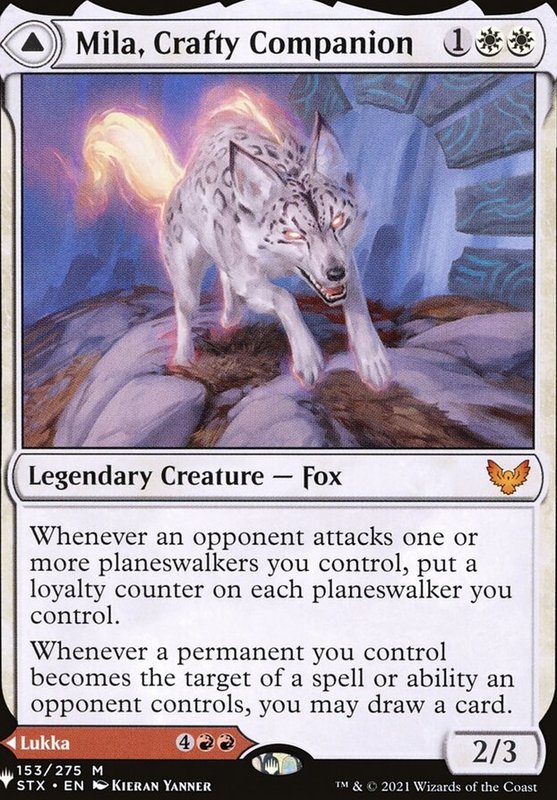 Mila, Crafty Companion 1
Legendary Creature — Fox
Whenever an opponent attacks one or
more planeswalkers you control, put a
loyalty counter on each planeswalker you
control.
Whenever a permanent you control
becomes the target of a spell or ability an
opponent controls, you may draw a card.
Lukka 4
2/3
153/275 M
STX • EN KIERAN YANNER
™ & © 2021 Wizards of the Coast